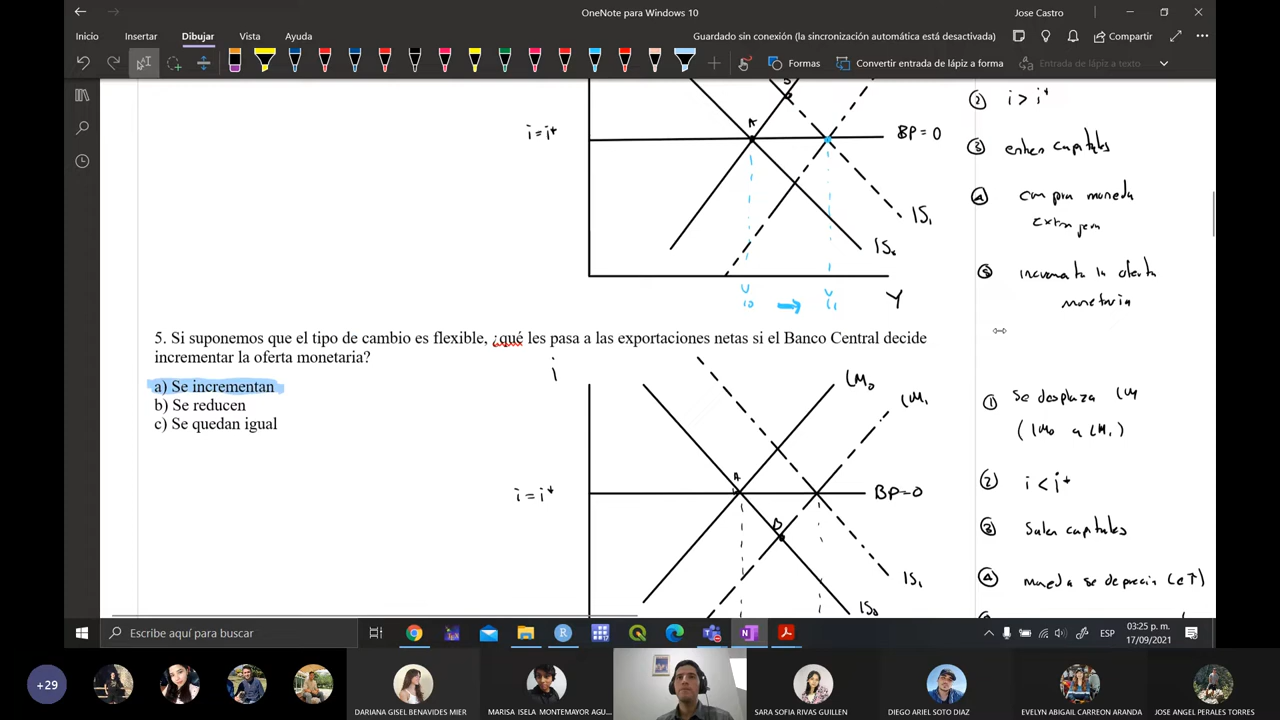 OneNote para Windows 10
Jose Castro
Inicio
Insertar
Dibujar
Vista
Ayuda
Guardado sin conexión (la sincronización automática está desactivada)
Compartir
Formas
Convertir entrada de lápiz a forma
Entrada de lápiz a texto
② i > i*
i = i*
A
BP = 0
③ entran capitales
④ compra moneda
IS₁
IS₀
⑤ incrementa la oferta
monetaria
Y
5. Si suponemos que el tipo de cambio es flexible, ¿qué les pasa a las exportaciones netas si el Banco Central decide
incrementar la oferta monetaria?
i
a) Se incrementan
b) Se reducen
c) Se quedan igual
LM₀
LM₁
① Se desplaza LM
(LM₀ a LM₁)
A
i = i*
BP=0
② i < i*
B
③ Salen capitales
IS₁
④ moneda se deprecia (e↑)
IS₀
Escribe aquí para buscar
ESP
03:25 p. m.
17/09/2021
+29
DARIANA GISEL BENAVIDES MIER
MARISA ISELA MONTEMAYOR AGU...
SARA SOFIA RIVAS GUILLEN
DIEGO ARIEL SOTO DIAZ
EVELYN ABIGAIL CARREON ARANDA
JOSE ANGEL PERALES TORRES